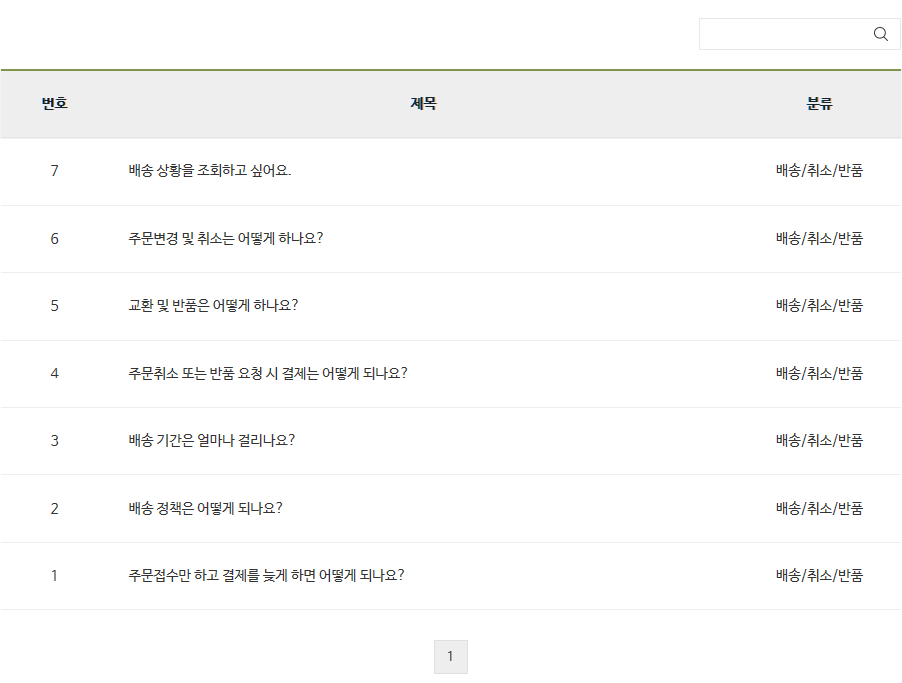 번호 제목 분류
7 배송 상황을 조회하고 싶어요. 배송/취소/반품
6 주문변경 및 취소는 어떻게 하나요? 배송/취소/반품
5 교환 및 반품은 어떻게 하나요? 배송/취소/반품
4 주문취소 또는 반품 요청 시 결제는 어떻게 되나요? 배송/취소/반품
3 배송 기간은 얼마나 걸리나요? 배송/취소/반품
2 배송 정책은 어떻게 되나요? 배송/취소/반품
1 주문접수만 하고 결제를 늦게 하면 어떻게 되나요? 배송/취소/반품
1